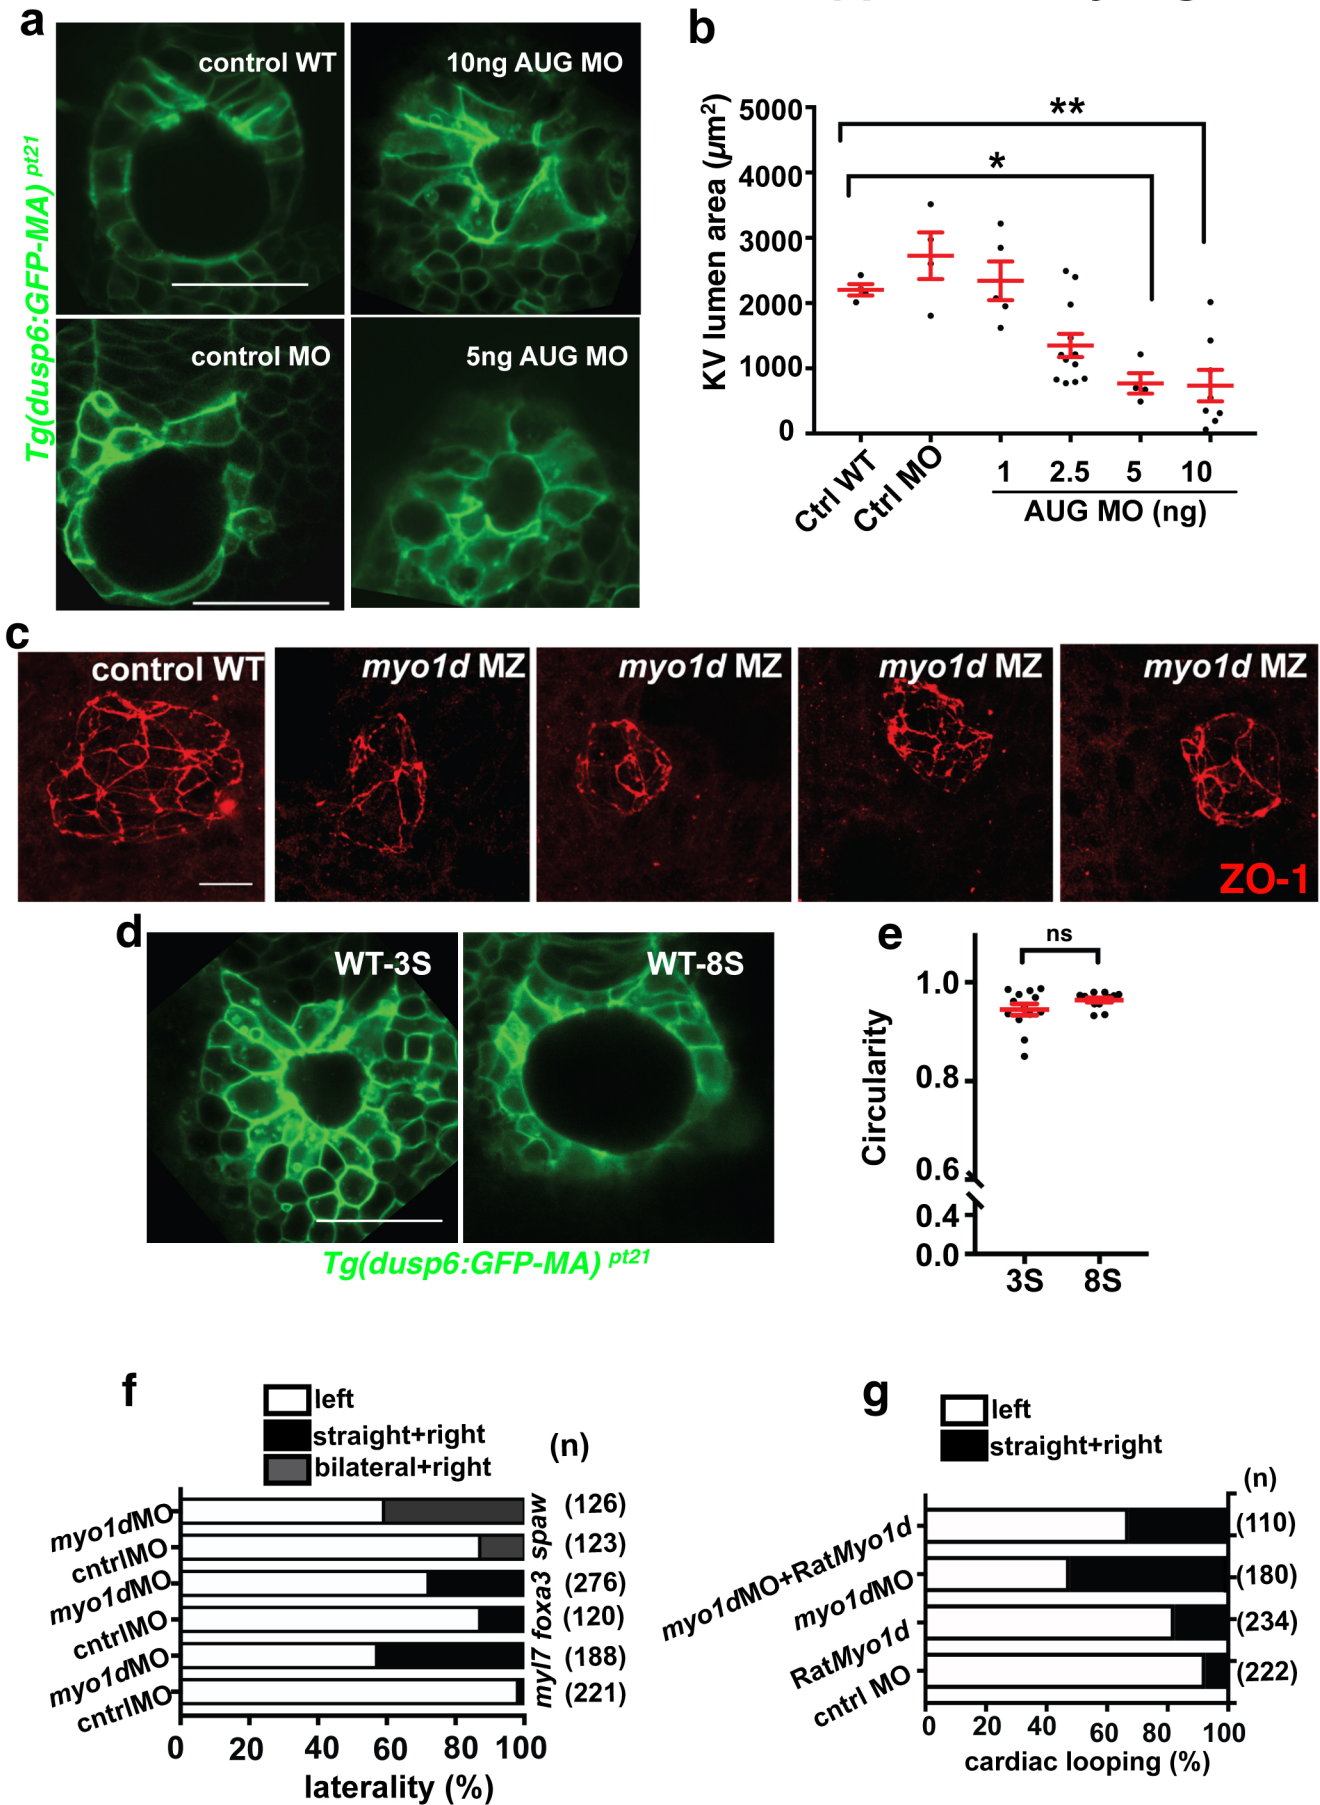 a
control WT
10ng AUG MO
control MO
5ng AUG MO
Tg(dusp6:GFP-MA) pt21
b
KV lumen area (µm2)
5000
4000
3000
2000
1000
0
**
*
Ctrl WT
Ctrl MO
1 2.5 5 10
AUG MO (ng)
c
control WT
myo1d MZ
myo1d MZ
myo1d MZ
myo1d MZ
ZO-1
d
WT-3S
WT-8S
Tg(dusp6:GFP-MA) pt21
e
ns
Circularity
1.0
0.8
0.6
0.4
0.0
3S 8S
f
left
straight+right
bilateral+right
(n)
myo1dMO
cntrlMO
myo1dMO
cntrlMO
myo1dMO
cntrlMO
spaw
foxa3
myl7
(126)
(123)
(276)
(120)
(188)
(221)
0 20 40 60 80 100
laterality (%)
g
left
straight+right
(n)
myo1dMO+RatMyo1d
myo1dMO
RatMyo1d
cntrl MO
(110)
(180)
(234)
(222)
0 20 40 60 80 100
cardiac looping (%)